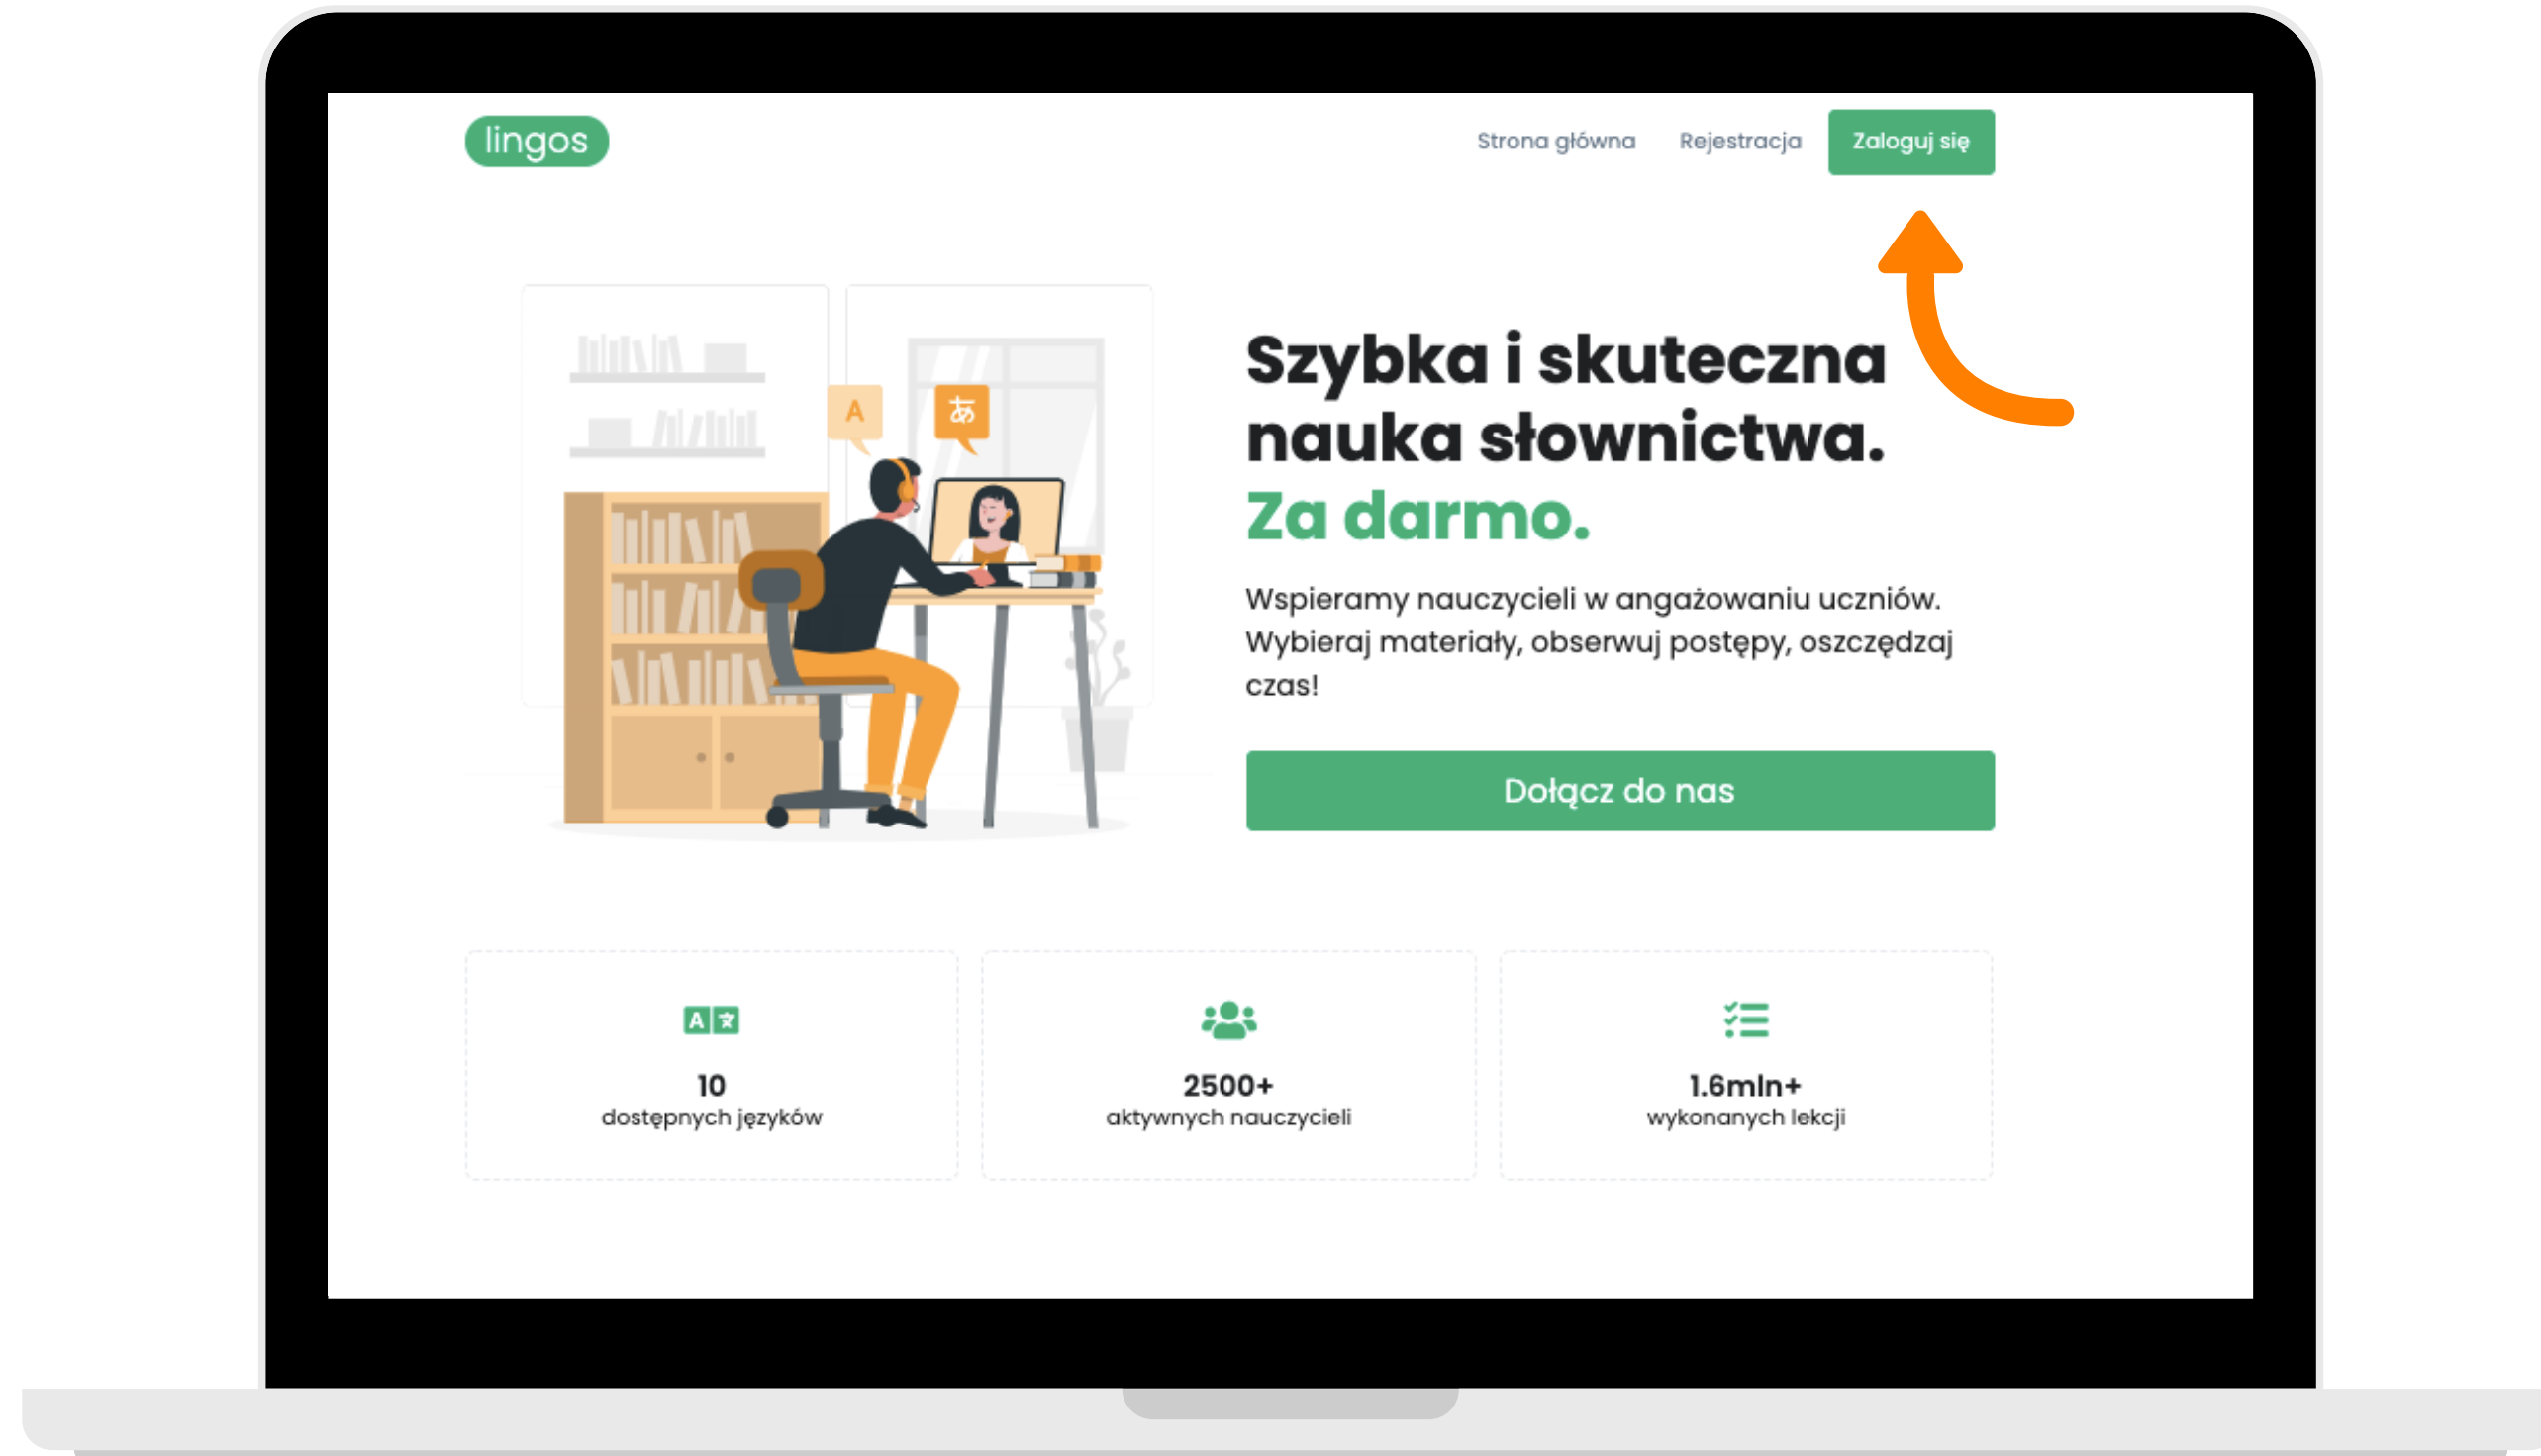 lingos
Strona główna
Rejestracja
Zaloguj się
A
あ
Szybka i skuteczna
nauka słownictwa.
Za darmo.
Wspieramy nauczycieli w angażowaniu uczniów.
Wybieraj materiały, obserwuj postępy, oszczędzaj
czas!
Dołącz do nas
A 文
10
dostępnych języków
2500+
aktywnych nauczycieli
1.6mln+
wykonanych lekcji